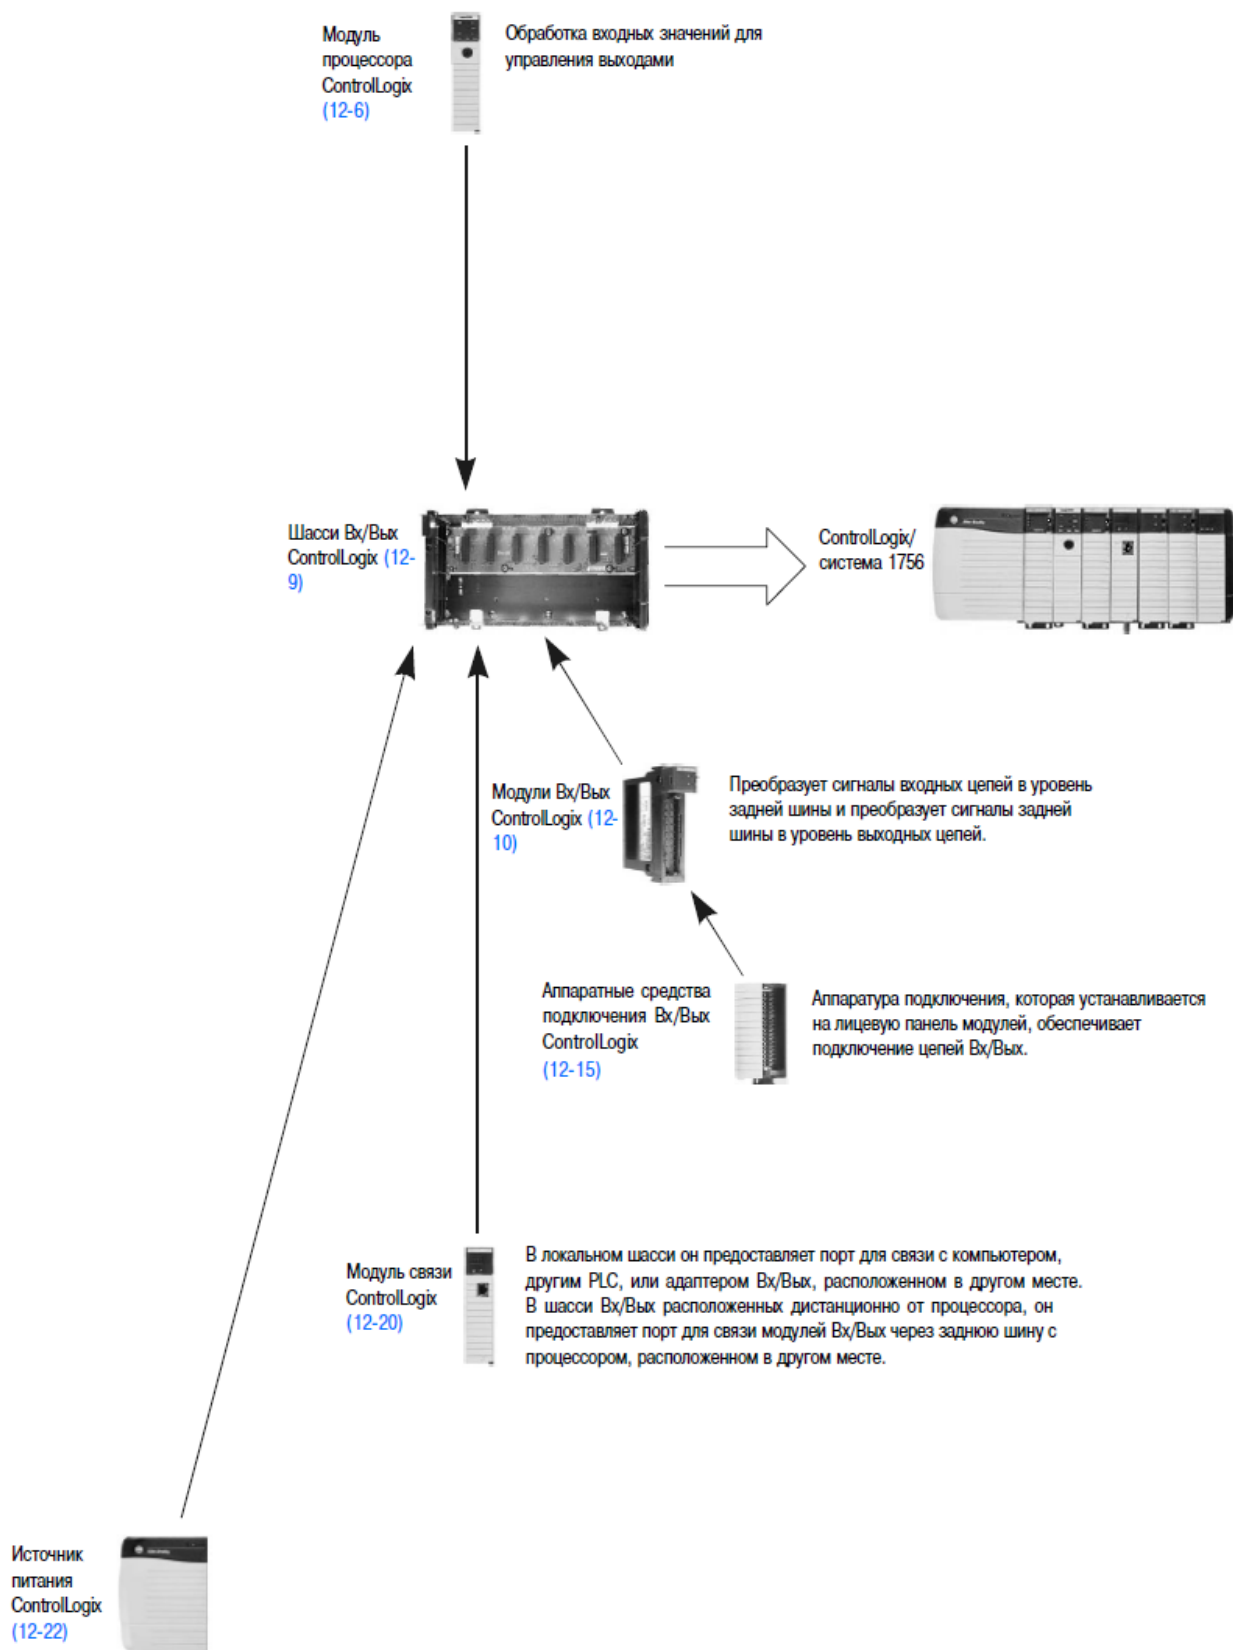 Модуль
процессора
ControlLogix
(12-6)
Обработка входных значений для
управления выходами
Шасси Вх/Вых
ControlLogix (12-
9)
ControlLogix/
система 1756
Модули Вх/Вых
ControlLogix (12-
10)
Преобразует сигналы входных цепей в уровень
задней шины и преобразует сигналы задней
шины в уровень выходных цепей.
Аппаратные средства
подключения Вх/Вых
ControlLogix
(12-15)
Аппаратура подключения, которая устанавливается
на лицевую панель модулей, обеспечивает
подключение цепей Вх/Вых.
Модуль связи
ControlLogix
(12-20)
В локальном шасси он предоставляет порт для связи с компьютером,
другим PLC, или адаптером Вх/Вых, расположенном в другом месте.
В шасси Вх/Вых расположенных дистанционно от процессора, он
предоставляет порт для связи модулей Вх/Вых через заднюю шину с
процессором, расположенном в другом месте.
Источник
питания
ControlLogix
(12-22)